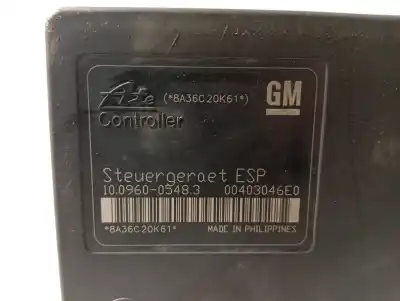 Ate (*8A36C20K61*) GM
Controller
Steuergeraet ESP
10.0960-0548.3 00403046E0
*8A36C20K61* MADE IN PHILIPPINES